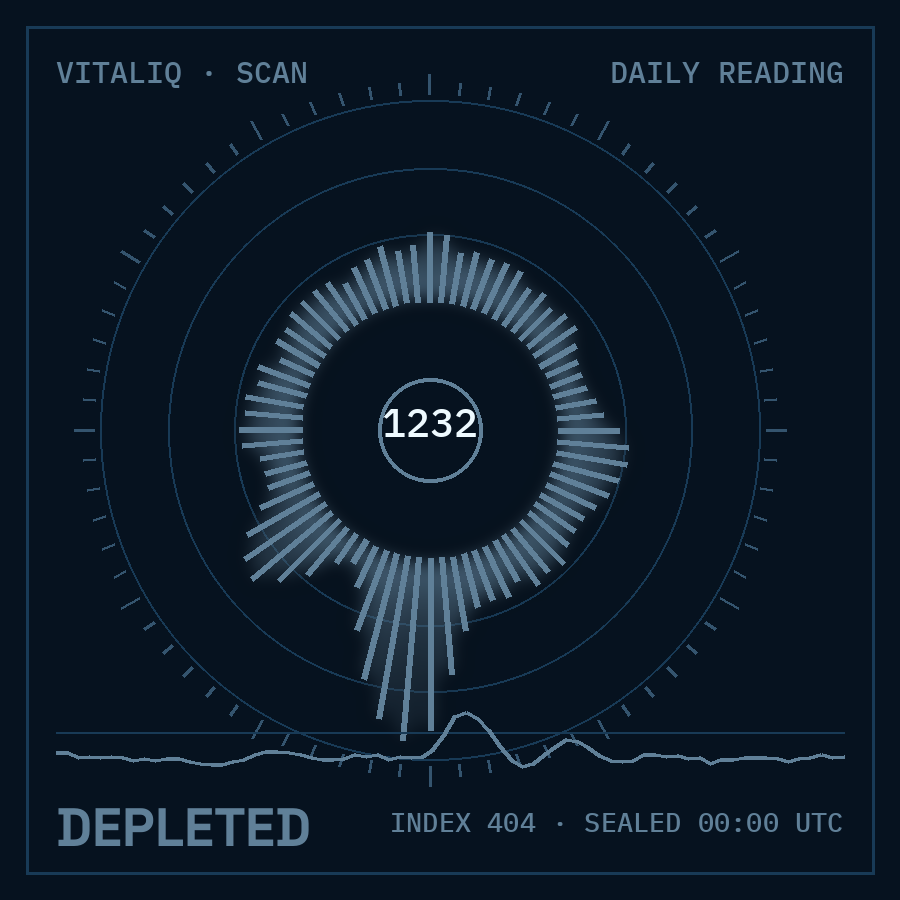 VITALIQ · SCAN
DAILY READING
1232
DEPLETED
INDEX 404 · SEALED 00:00 UTC